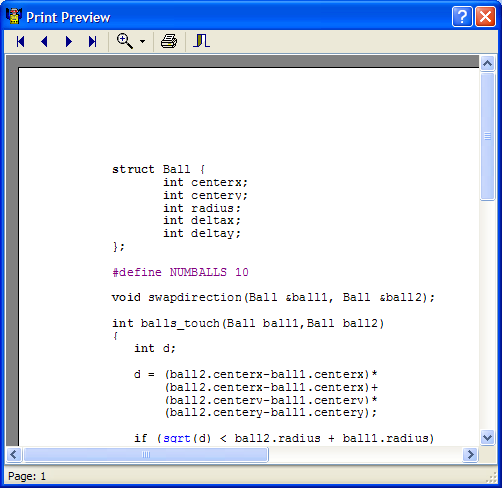 Print Preview
struct Ball {
int centerx;
int centery;
int radius;
int deltax;
int deltay;
};
#define NUMBALLS 10
void swapdirection(Ball &ball1, Ball &ball2);
int balls_touch(Ball ball1,Ball ball2)
{
int d;
d = (ball2.centerx-ball1.centerx)*
(ball2.centerx-ball1.centerx)+
(ball2.centery-ball1.centery)*
(ball2.centery-ball1.centery);
if (sqrt(d) < ball2.radius + ball1.radius)
Page: 1